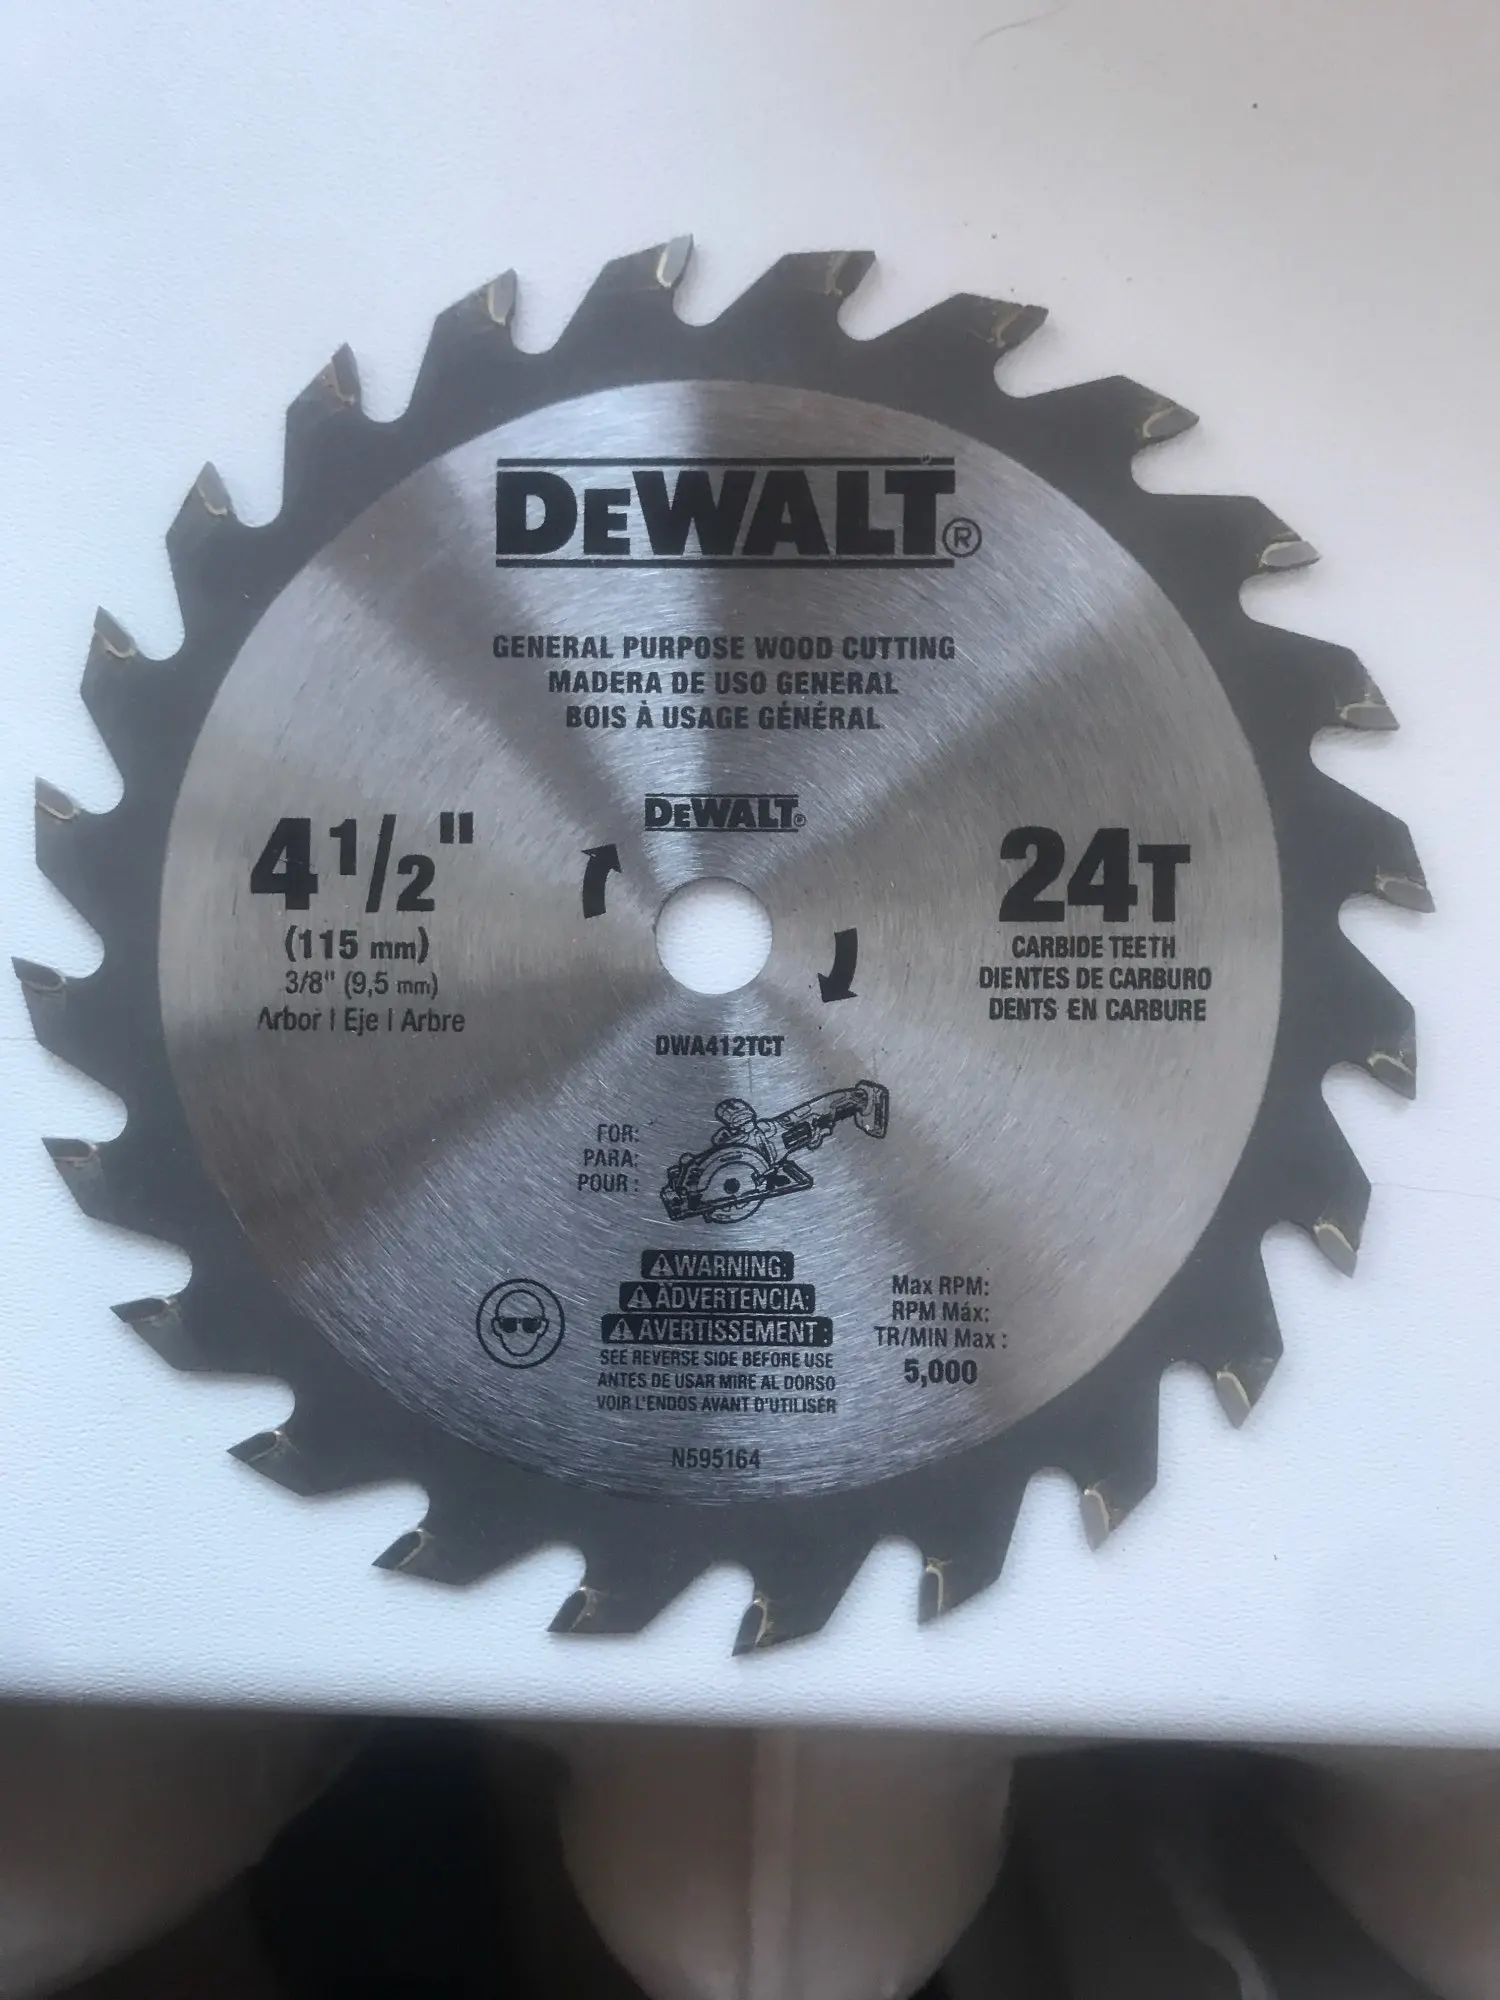 DEWALT®
GENERAL PURPOSE WOOD CUTTING
MADERA DE USO GENERAL
BOIS À USAGE GÉNÉRAL
DEWALT®
4 1/2"
(115 mm)
3/8" (9,5 mm)
Arbor | Eje | Arbre
24T
CARBIDE TEETH
DIENTES DE CARBURO
DENTS EN CARBURE
DWA412TCT
FOR:
PARA:
POUR :
WARNING:
ADVERTENCIA:
AVERTISSEMENT :
SEE REVERSE SIDE BEFORE USE
ANTES DE USAR MIRE AL DORSO
VOIR L'ENDOS AVANT D'UTILISER
Max RPM:
RPM Máx:
TR/MIN Max :
5,000
N595164